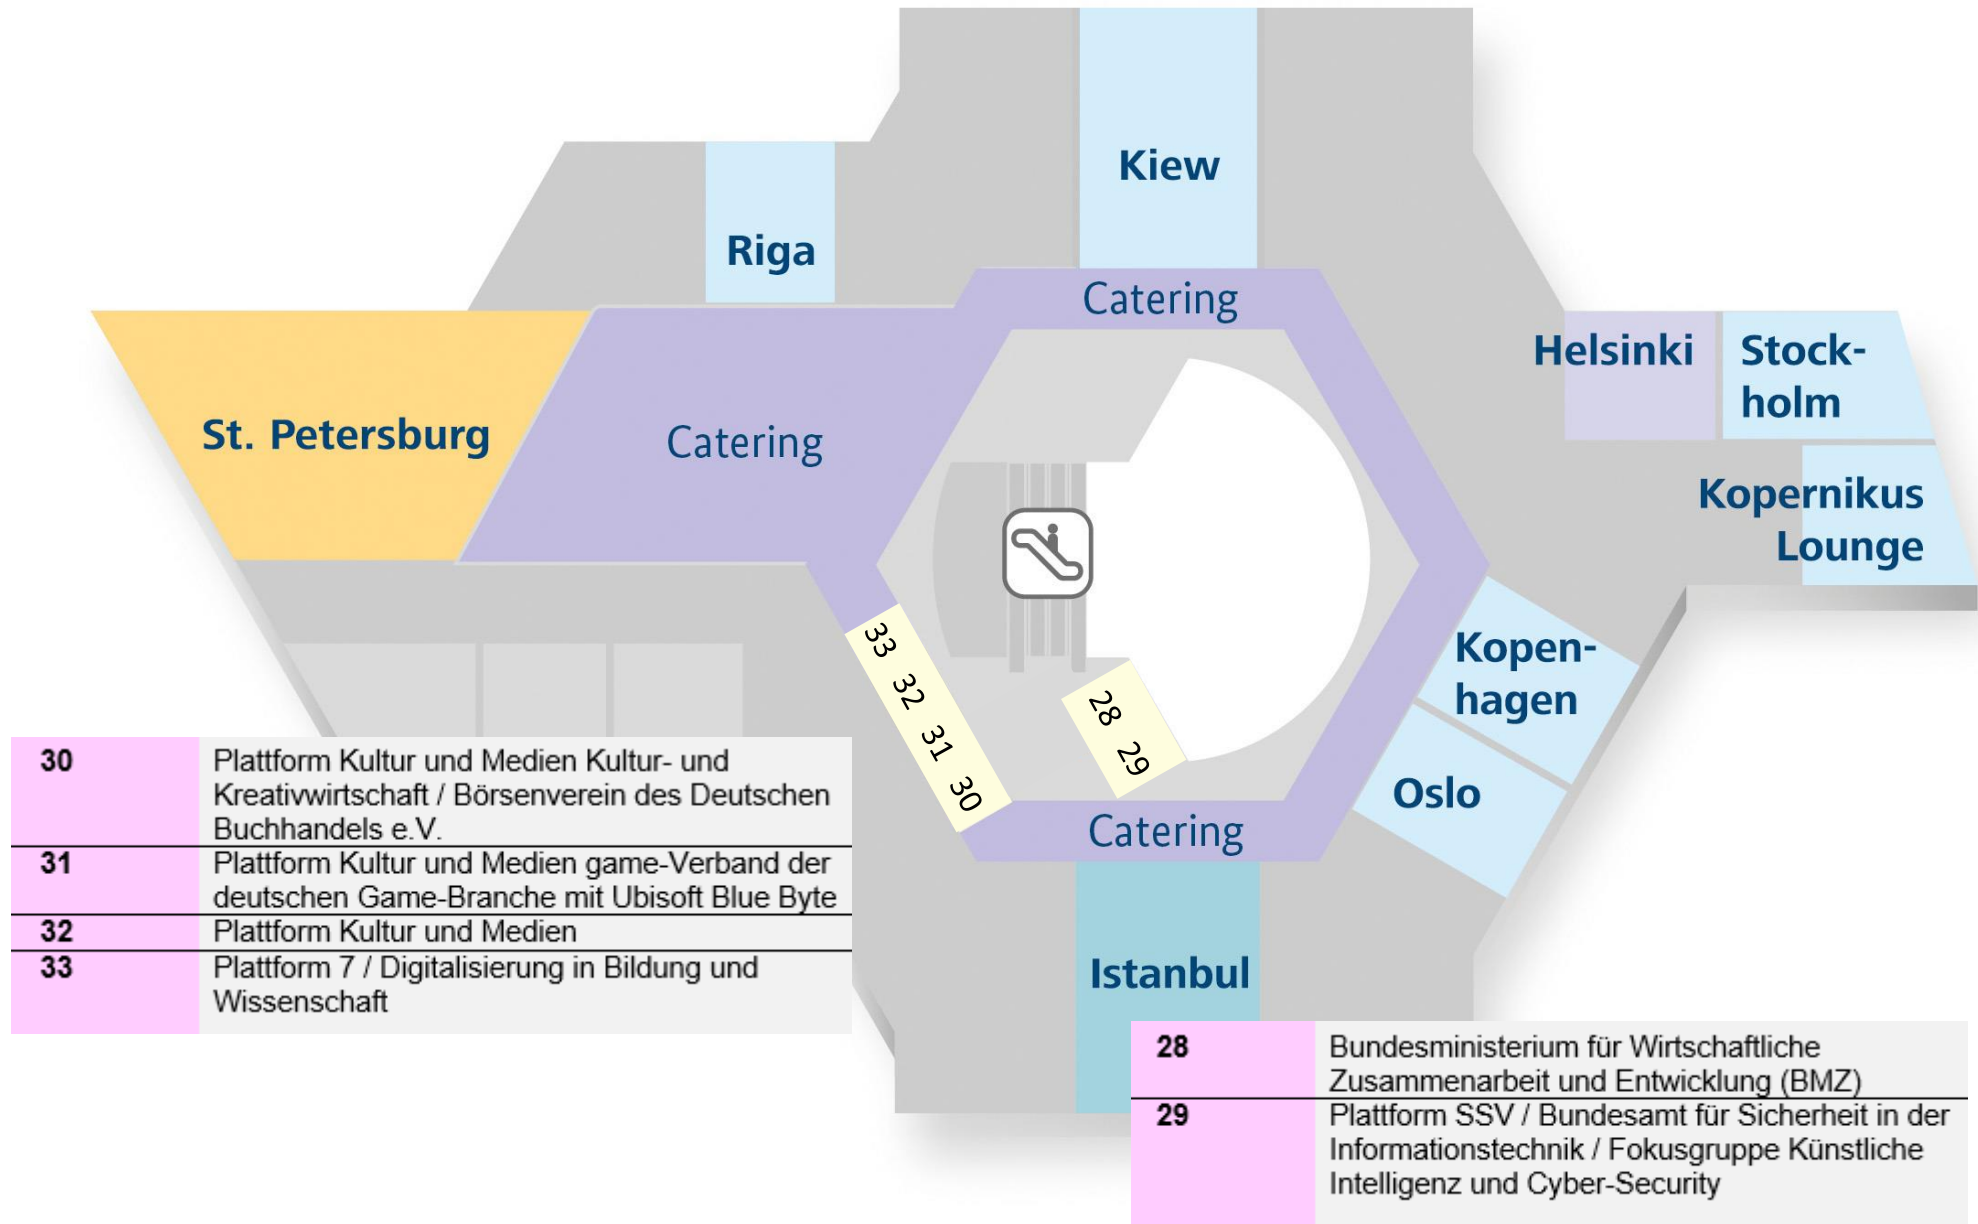 Kiew
Riga
Catering
Helsinki
Stock-
holm
St. Petersburg
Catering
Kopernikus
Lounge
33
32
31
30
28
29
Kopen-
hagen
Oslo
Catering
Istanbul
30 Plattform Kultur und Medien Kultur- und
Kreativwirtschaft / Börsenverein des Deutschen
Buchhandels e.V.
31 Plattform Kultur und Medien game-Verband der
deutschen Game-Branche mit Ubisoft Blue Byte
32 Plattform Kultur und Medien
33 Plattform 7 / Digitalisierung in Bildung und
Wissenschaft
28 Bundesministerium für Wirtschaftliche
Zusammenarbeit und Entwicklung (BMZ)
29 Plattform SSV / Bundesamt für Sicherheit in der
Informationstechnik / Fokusgruppe Künstliche
Intelligenz und Cyber-Security